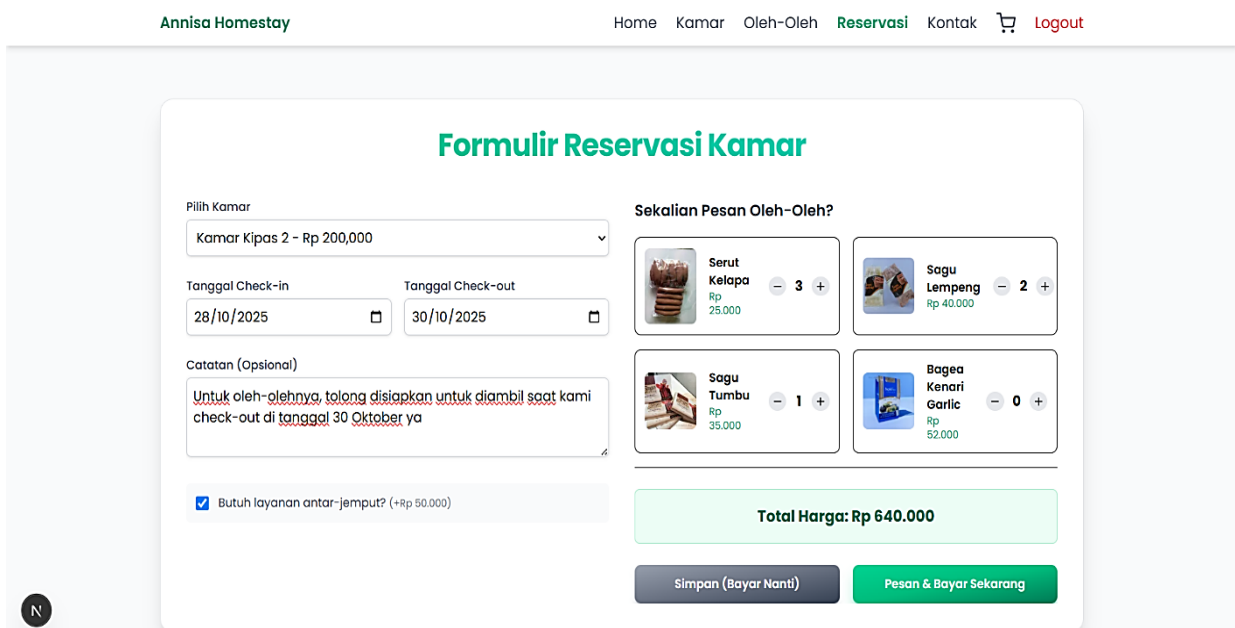 Annisa Homestay
Home Kamar Oleh-Oleh Reservasi Kontak Logout
Formulir Reservasi Kamar
Pilih Kamar
Kamar Kipas 2 - Rp 200,000
Tanggal Check-in
Tanggal Check-out
28/10/2025
30/10/2025
Catatan (Opsional)
Untuk oleh-olehnya, tolong disiapkan untuk diambil saat kami
check-out di tanggal 30 Oktober ya
Butuh layanan antar-jemput? (+Rp 50.000)
Sekalian Pesan Oleh-Oleh?
Serut
Kelapa
Rp
25.000
− 3 +
Sagu
Lempeng
Rp 40.000
− 2 +
Sagu
Tumbu
Rp
35.000
− 1 +
Bagea
Kenari
Garlic
Rp
52.000
− 0 +
Total Harga: Rp 640.000
Simpan (Bayar Nanti)
Pesan & Bayar Sekarang
N